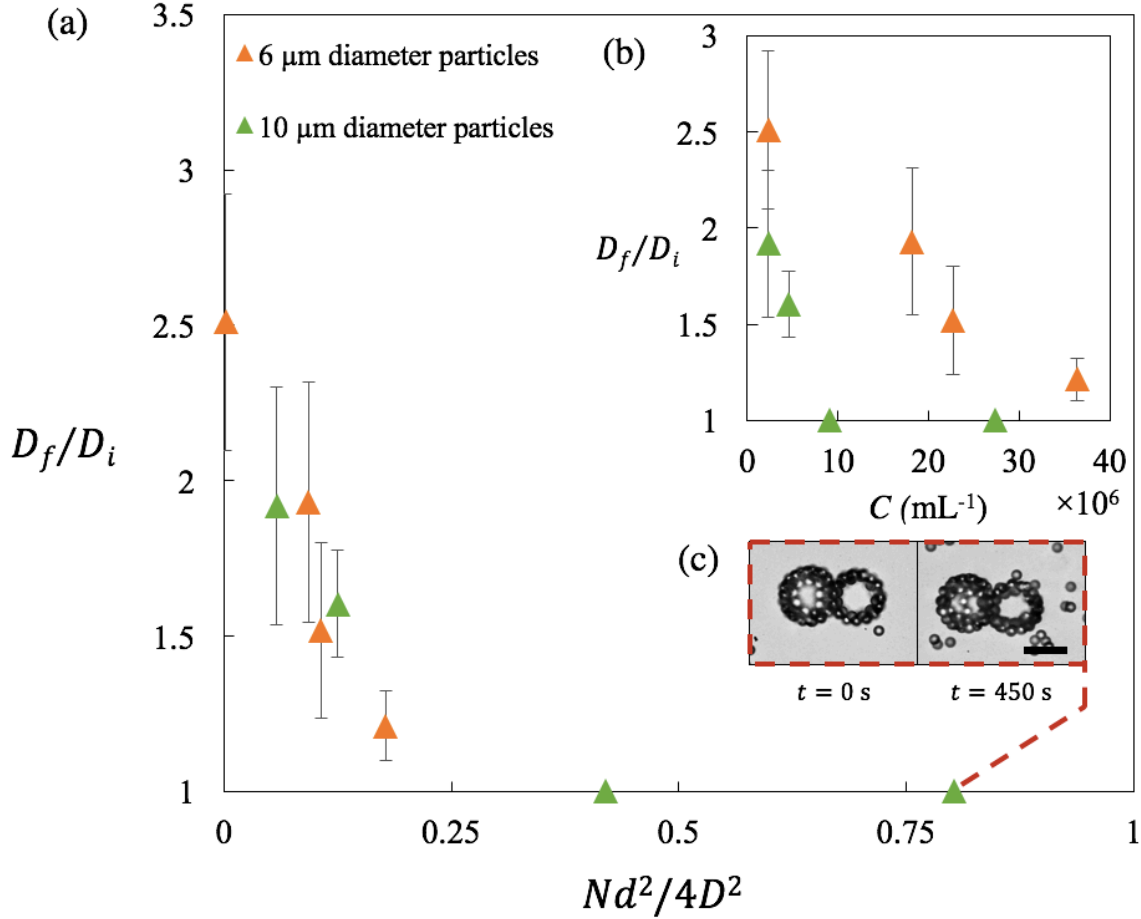 (a)
3.5
3
2.5
2
1.5
1
D_f/D_i
0
0.25
0.5
0.75
1
Nd²/4D²
6 µm diameter particles
10 µm diameter particles
(b)
3
2.5
2
1.5
1
D_f/D_i
0
10
20
30
40
C (mL⁻¹)
×10⁶
(c)
t = 0 s
t = 450 s